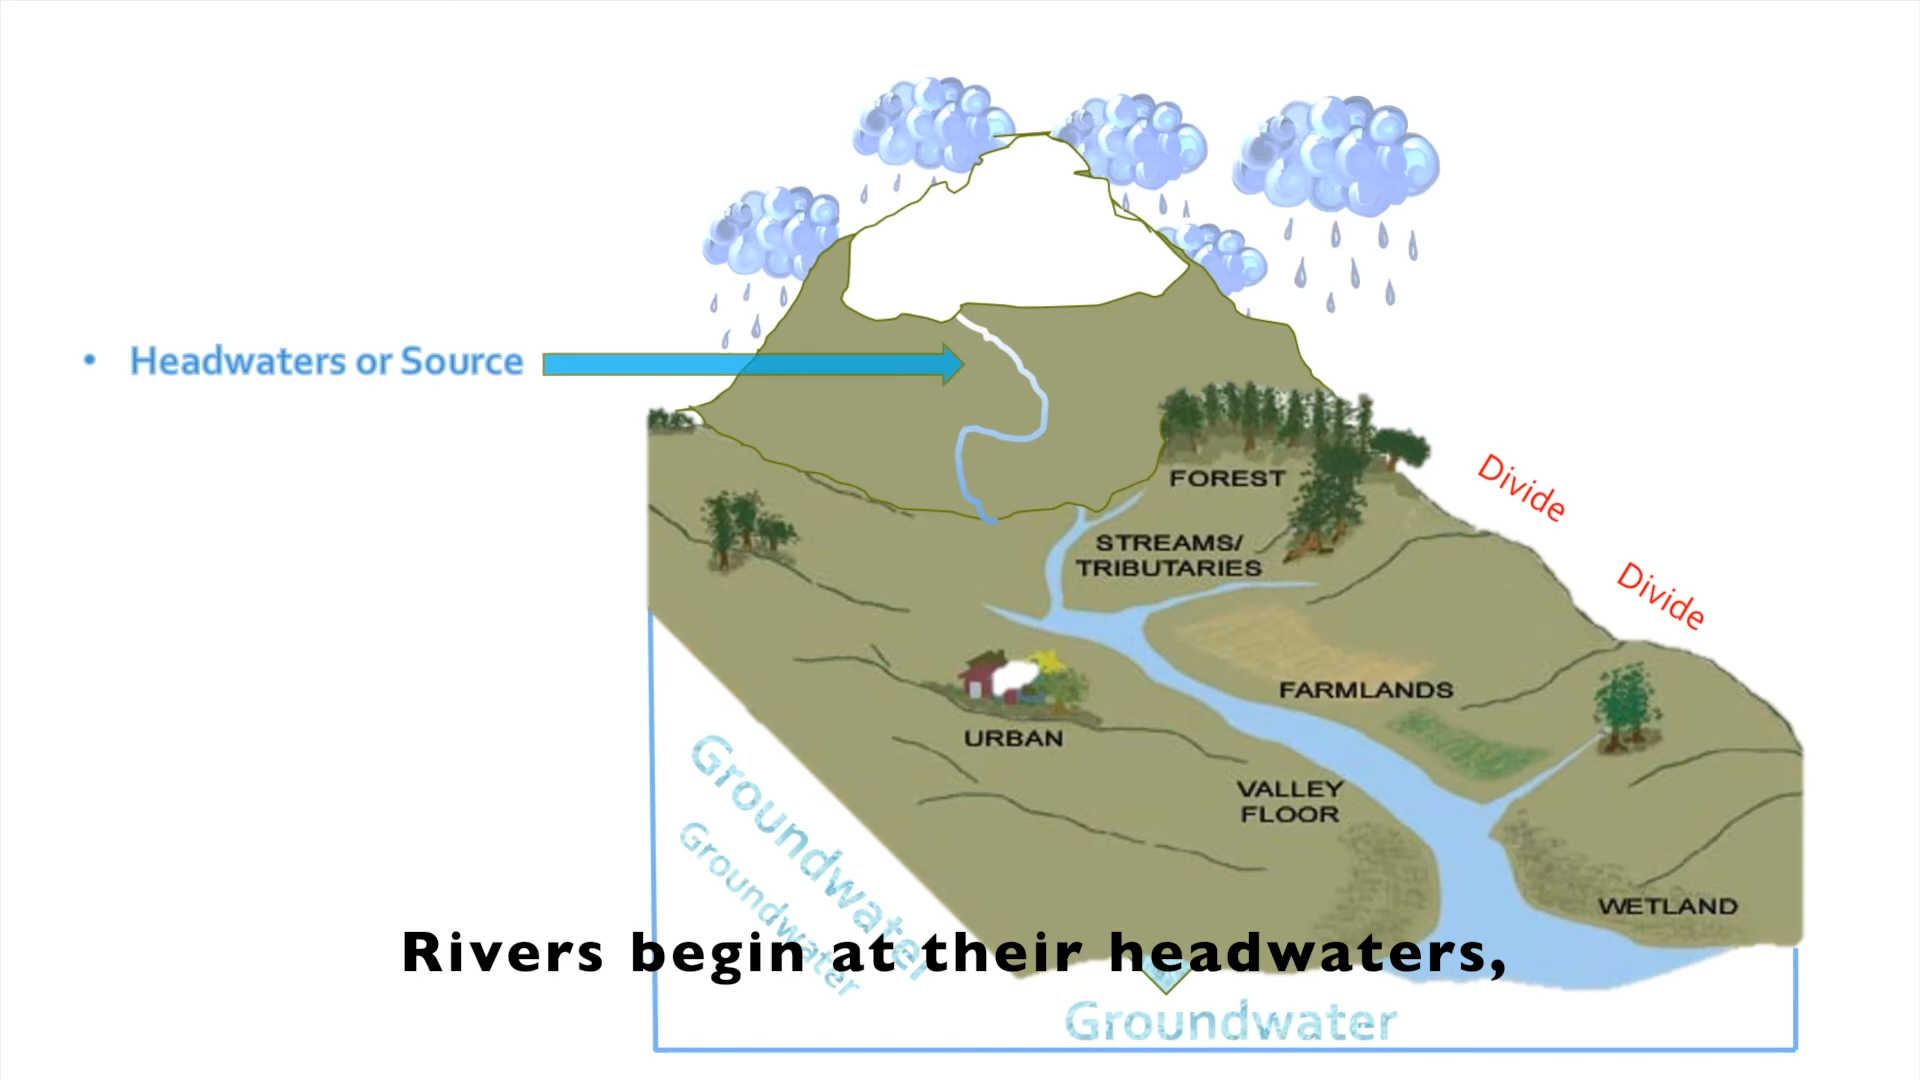 • Headwaters or Source
Divide
FOREST
STREAMS/
TRIBUTARIES
Divide
FARMLANDS
URBAN
VALLEY
FLOOR
Groundwater
Groundwater
WETLAND
Rivers begin at their headwaters,
Groundwater